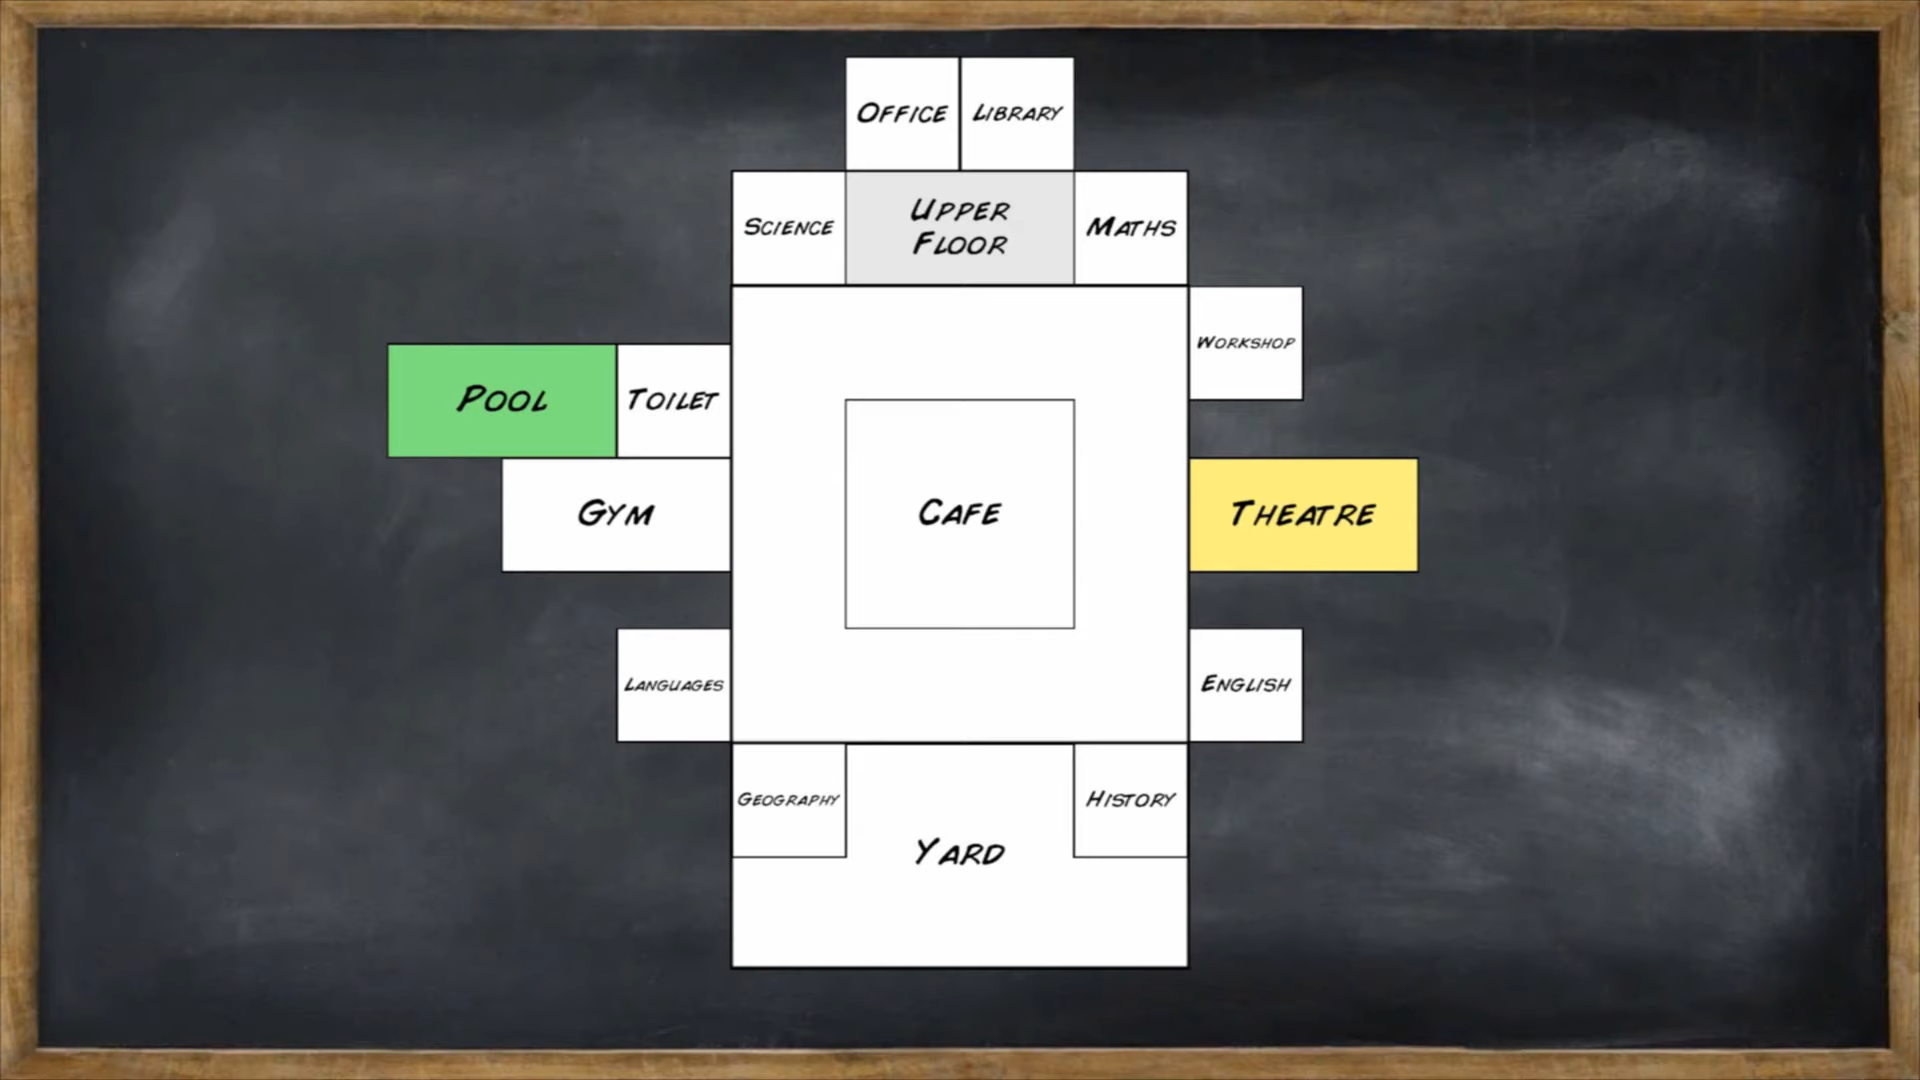 Office
Library
Science
Upper
Floor
Maths
Workshop
Pool
Toilet
Gym
Cafe
Theatre
Languages
English
Geography
History
Yard